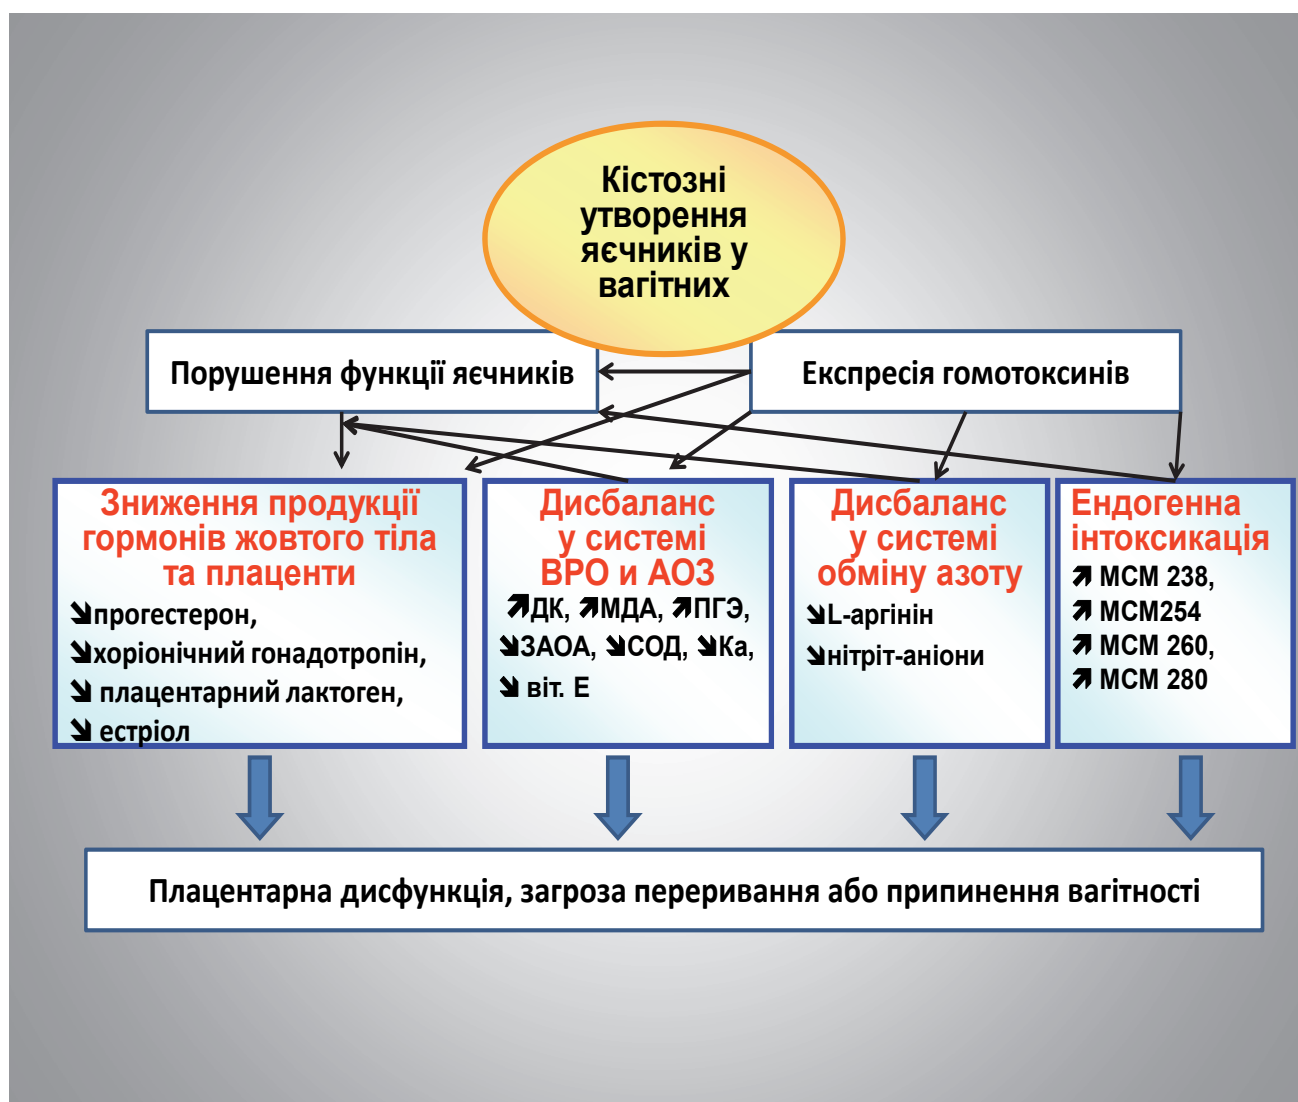 Кістозні
утворення
яєчників у
вагітних
Порушення функції яєчників
Експресія гомотоксинів
Зниження продукції
гормонів жовтого тіла
та плаценти
➘прогестерон,
➘хоріонічний гонадотропін,
➘ плацентарний лактоген,
➘ естріол
Дисбаланс
у системі
ВРО и АОЗ
➚ДК, ➚МДА, ➚ПГЭ,
➘ЗАОА, ➘СОД, ➘Ка,
➘ віт. Е
Дисбаланс
у системі
обміну азоту
➘L-аргінін
➘нітріт-аніони
Ендогенна
інтоксикація
➚ МСМ 238,
➚ МСМ254
➚ МСМ 260,
➚ МСМ 280
Плацентарна дисфункція, загроза переривання або припинення вагітності